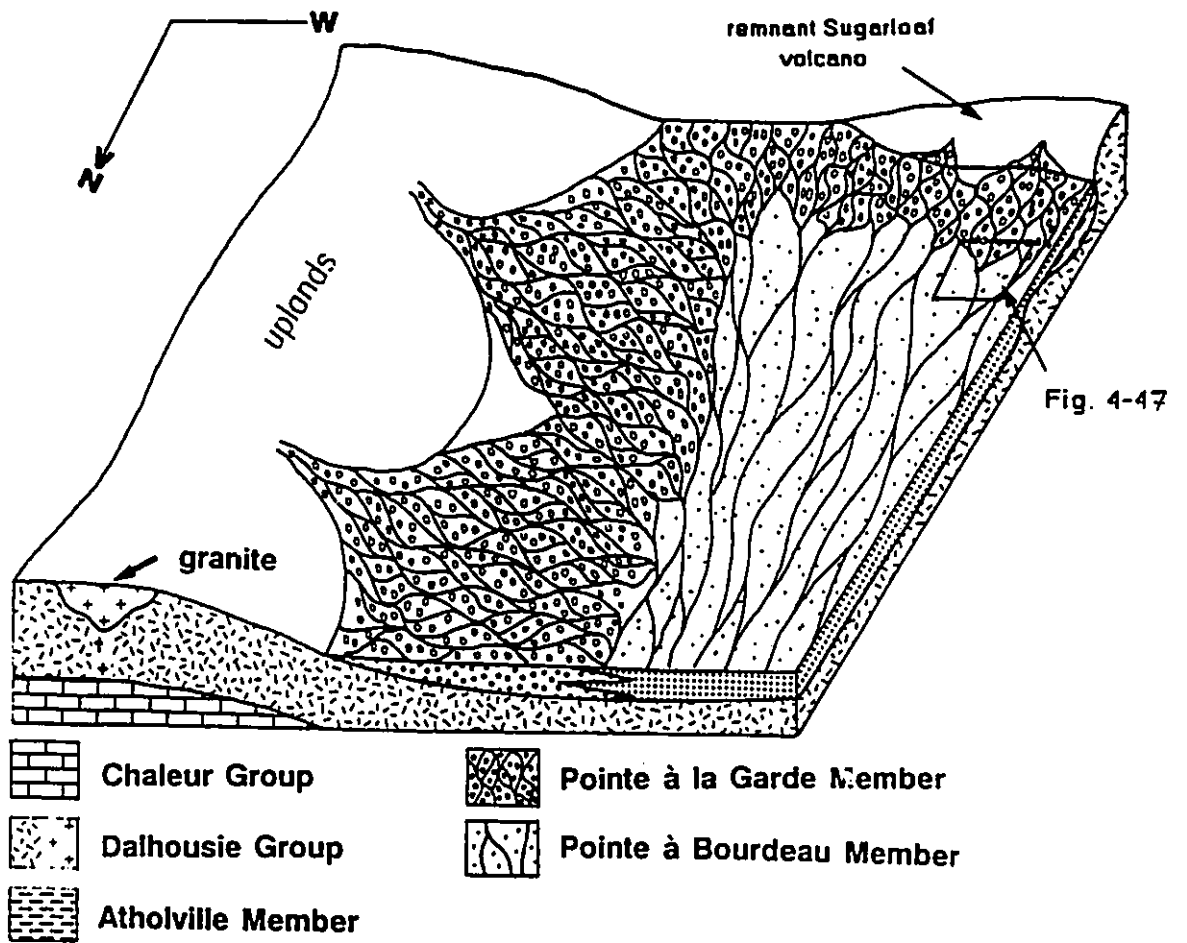 W
N
remnant Sugarloaf
volcano
uplands
Fig. 4-47
granite
Chaleur Group
Pointe à la Garde Member
Dalhousie Group
Pointe à Bourdeau Member
Atholville Member